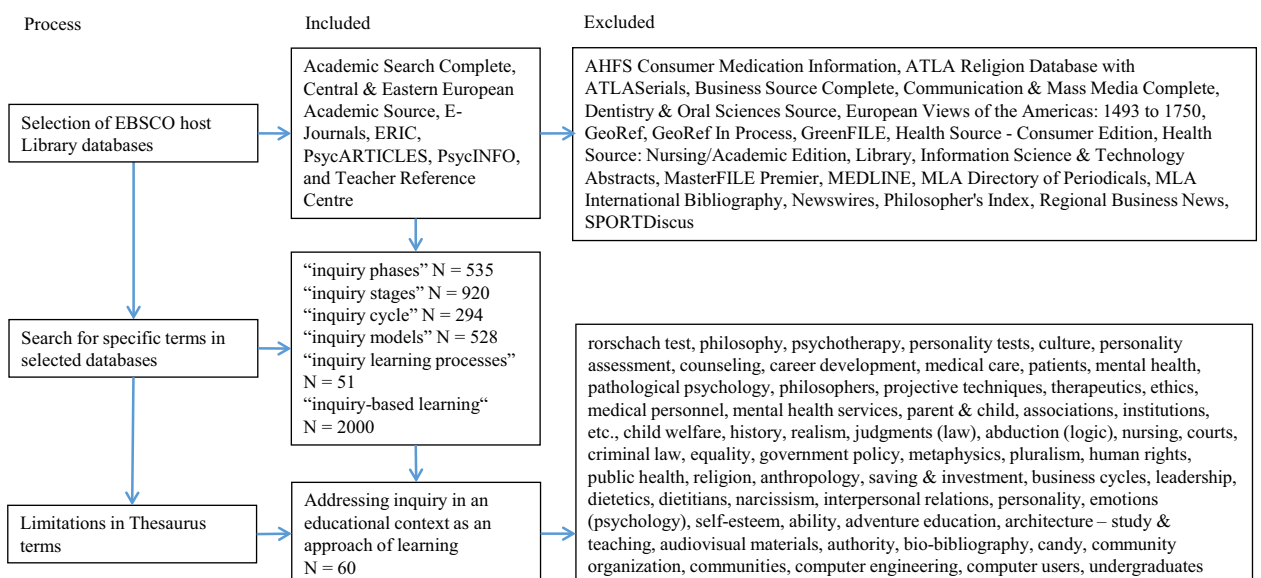 Process
Included
Excluded
Selection of EBSCO host
Library databases
Academic Search Complete,
Central & Eastern European
Academic Source, E-
Journals, ERIC,
PsycARTICLES, PsycINFO,
and Teacher Reference
Centre
AHFS Consumer Medication Information, ATLA Religion Database with
ATLASerials, Business Source Complete, Communication & Mass Media Complete,
Dentistry & Oral Sciences Source, European Views of the Americas: 1493 to 1750,
GeoRef, GeoRef In Process, GreenFILE, Health Source - Consumer Edition, Health
Source: Nursing/Academic Edition, Library, Information Science & Technology
Abstracts, MasterFILE Premier, MEDLINE, MLA Directory of Periodicals, MLA
International Bibliography, Newswires, Philosopher's Index, Regional Business News,
SPORTDiscus
Search for specific terms in
selected databases
“inquiry phases” N = 535
“inquiry stages” N = 920
“inquiry cycle” N = 294
“inquiry models” N = 528
“inquiry learning processes”
N = 51
“inquiry-based learning“
N = 2000
Limitations in Thesaurus
terms
Addressing inquiry in an
educational context as an
approach of learning
N = 60
rorschach test, philosophy, psychotherapy, personality tests, culture, personality
assessment, counseling, career development, medical care, patients, mental health,
pathological psychology, philosophers, projective techniques, therapeutics, ethics,
medical personnel, mental health services, parent & child, associations, institutions,
etc., child welfare, history, realism, judgments (law), abduction (logic), nursing, courts,
criminal law, equality, government policy, metaphysics, pluralism, human rights,
public health, religion, anthropology, saving & investment, business cycles, leadership,
dietetics, dietitians, narcissism, interpersonal relations, personality, emotions
(psychology), self-esteem, ability, adventure education, architecture – study &
teaching, audiovisual materials, authority, bio-bibliography, candy, community
organization, communities, computer engineering, computer users, undergraduates